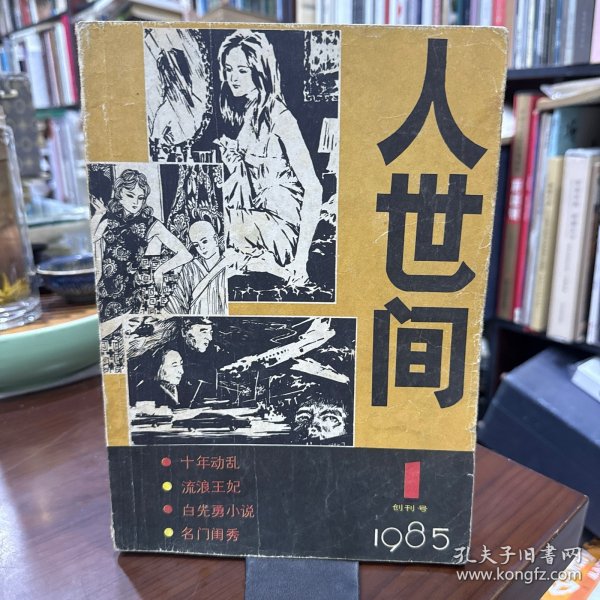 人世间
十年动乱
流浪王妃
白先勇小说
名门闺秀
1
创刊号
1985
孔夫子旧书网
www.kongfz.com